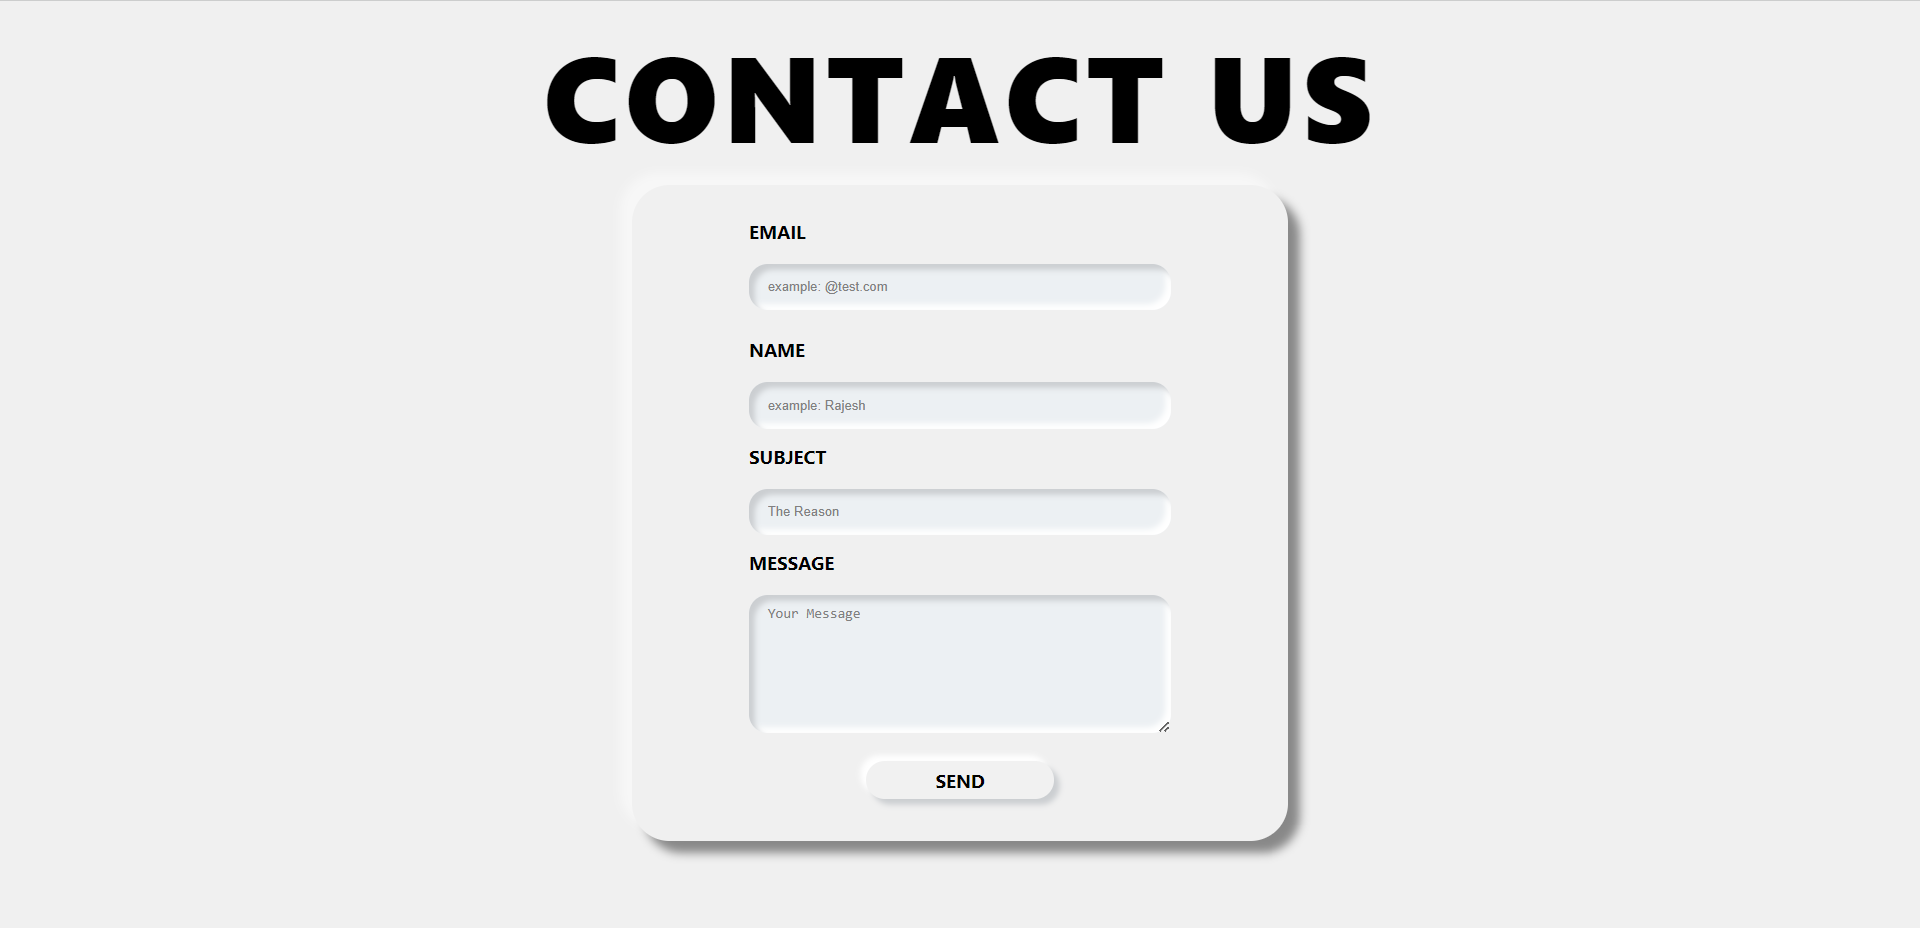 CONTACT US
EMAIL
example: @test.com
NAME
example: Rajesh
SUBJECT
The Reason
MESSAGE
Your Message
SEND